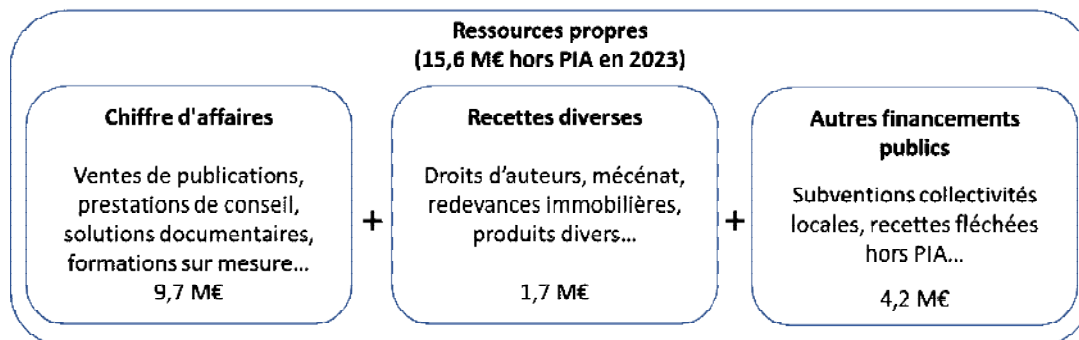 Ressources propres
(15,6 M€ hors PIA en 2023)
Chiffre d'affaires
Ventes de publications,
prestations de conseil,
solutions documentaires,
formations sur mesure...
9,7 M€
+
Recettes diverses
Droits d'auteurs, mécénat,
redevances immobilières,
produits divers...
1,7 M€
+
Autres financements
publics
Subventions collectivités
locales, recettes fléchées
hors PIA...
4,2 M€